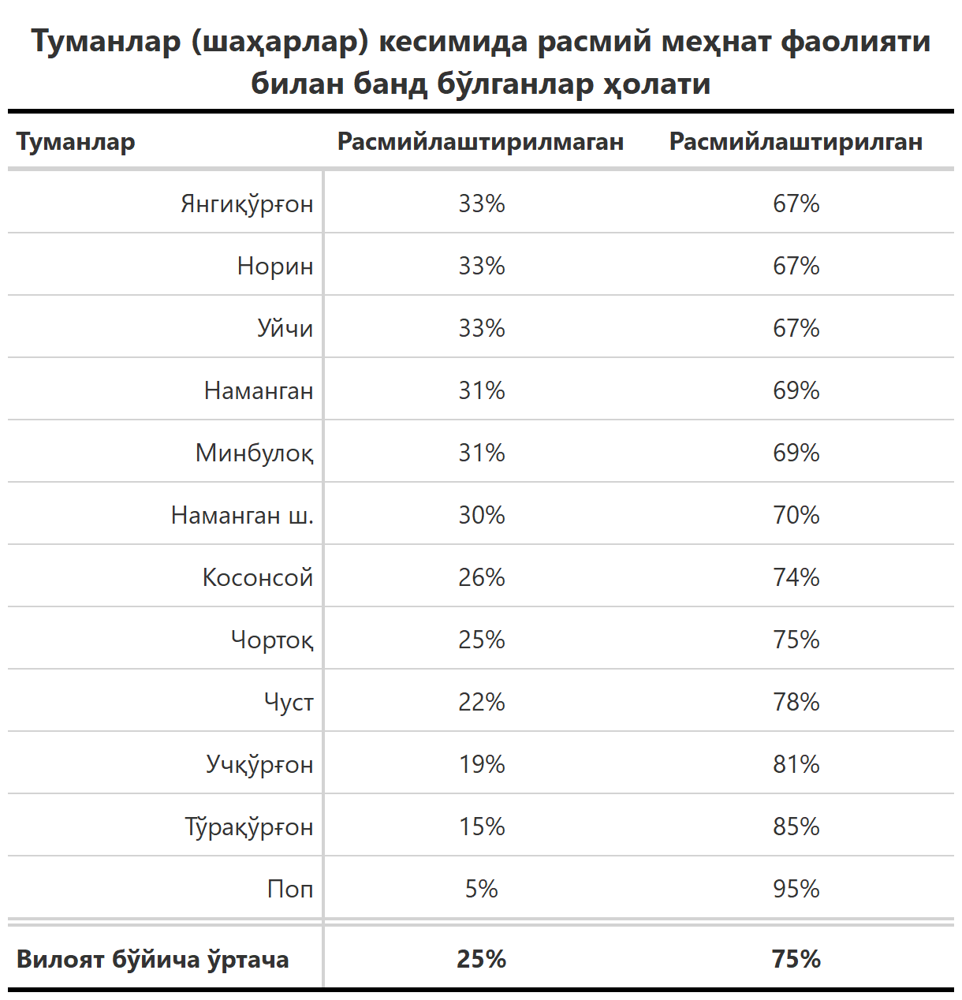 Туманлар (шаҳарлар) кесимида расмий меҳнат фаолияти
билан банд бўлганлар ҳолати
Туманлар Расмийлаштирилмаган Расмийлаштирилган
Янгиқўрғон 33% 67%
Норин 33% 67%
Уйчи 33% 67%
Наманган 31% 69%
Минбулоқ 31% 69%
Наманган ш. 30% 70%
Косонсой 26% 74%
Чортоқ 25% 75%
Чуст 22% 78%
Учқўрғон 19% 81%
Тўрақўрғон 15% 85%
Поп 5% 95%
Вилоят бўйича ўртача 25% 75%